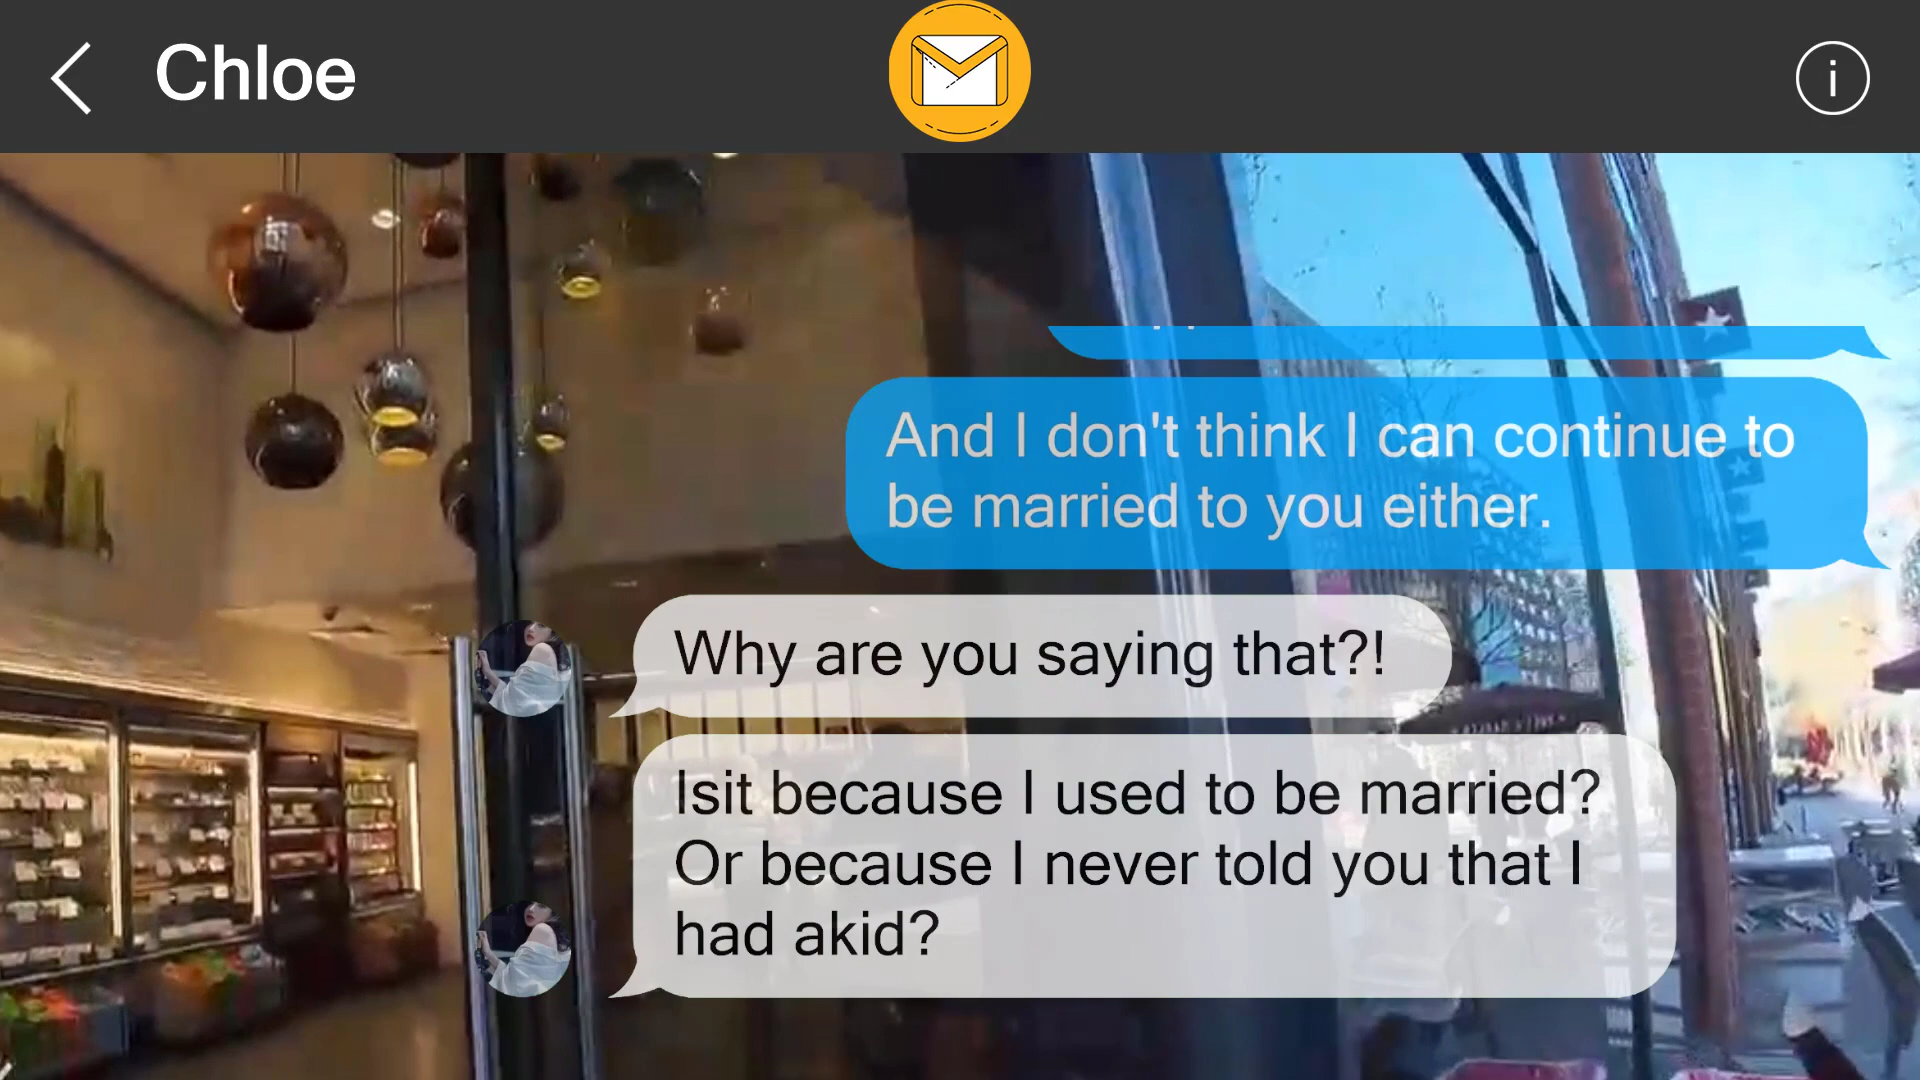 Chloe
i
And I don't think I can continue to
be married to you either.
Why are you saying that?!
Isit because I used to be married?
Or because I never told you that I
had akid?